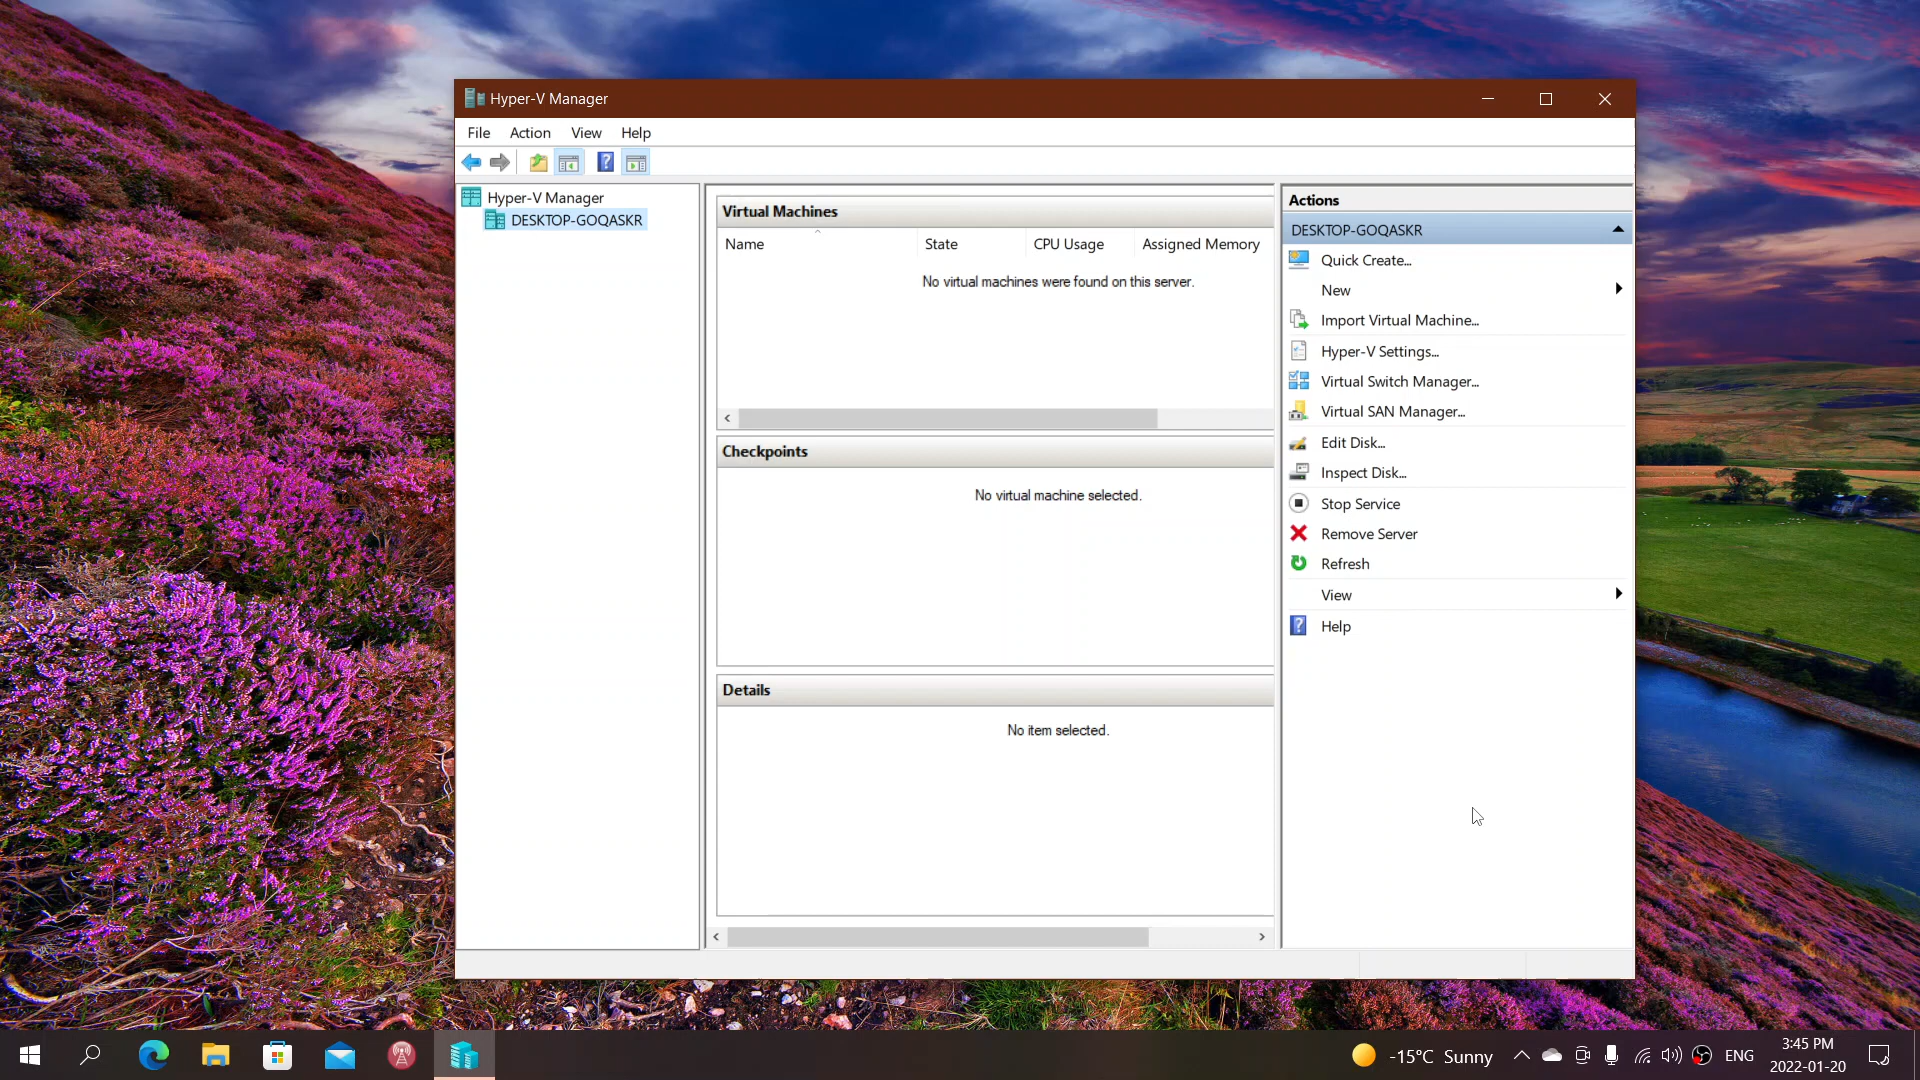 Hyper-V Manager
File Action View Help
Hyper-V Manager
DESKTOP-GOQASKR
Virtual Machines
Name State CPU Usage Assigned Memory
No virtual machines were found on this server.
Checkpoints
No virtual machine selected.
Details
No item selected.
Actions
DESKTOP-GOQASKR
Quick Create...
New
Import Virtual Machine...
Hyper-V Settings...
Virtual Switch Manager...
Virtual SAN Manager...
Edit Disk...
Inspect Disk...
Stop Service
Remove Server
Refresh
View
Help
-15°C Sunny
ENG
3:45 PM
2022-01-20